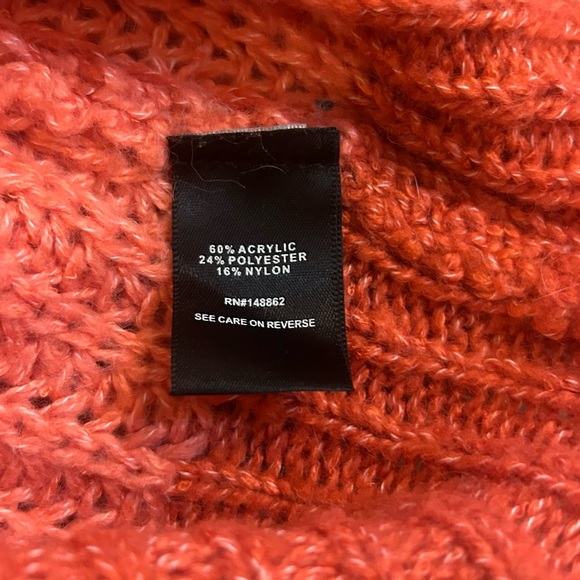 60% ACRYLIC
24% POLYESTER
16% NYLON
RN#148862
SEE CARE ON REVERSE